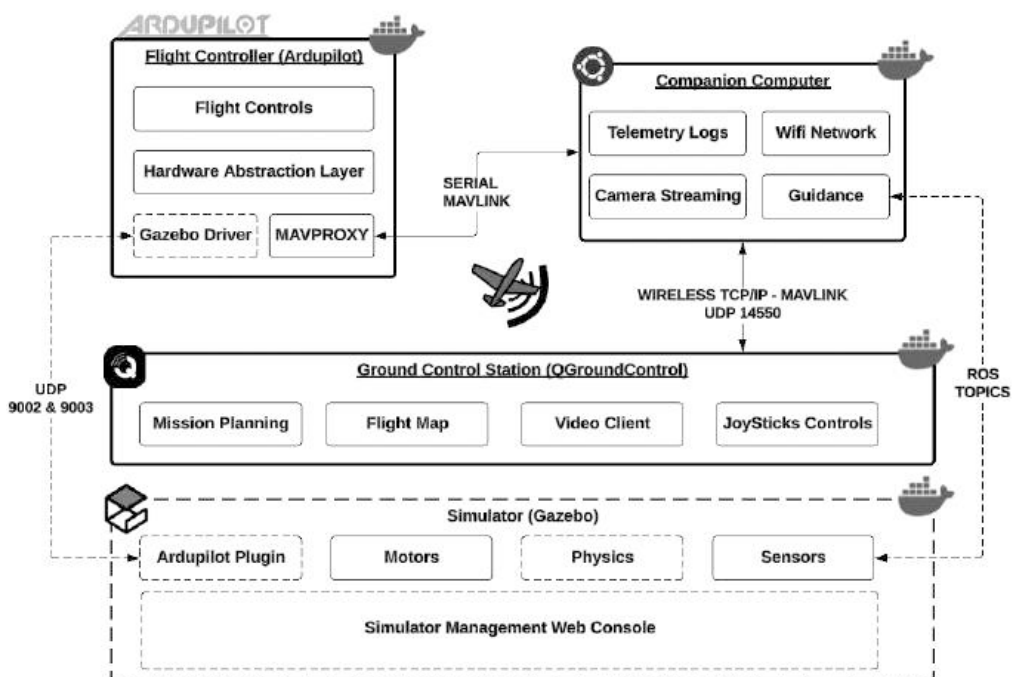 ARDUPILOT
Flight Controller (Ardupilot)
Flight Controls
Hardware Abstraction Layer
Gazebo Driver
MAVPROXY
SERIAL
MAVLINK
Companion Computer
Telemetry Logs
Wifi Network
Camera Streaming
Guidance
WIRELESS TCP/IP - MAVLINK
UDP 14550
UDP
9002 & 9003
ROS
TOPICS
Ground Control Station (QGroundControl)
Mission Planning
Flight Map
Video Client
JoySticks Controls
Simulator (Gazebo)
Ardupilot Plugin
Motors
Physics
Sensors
Simulator Management Web Console